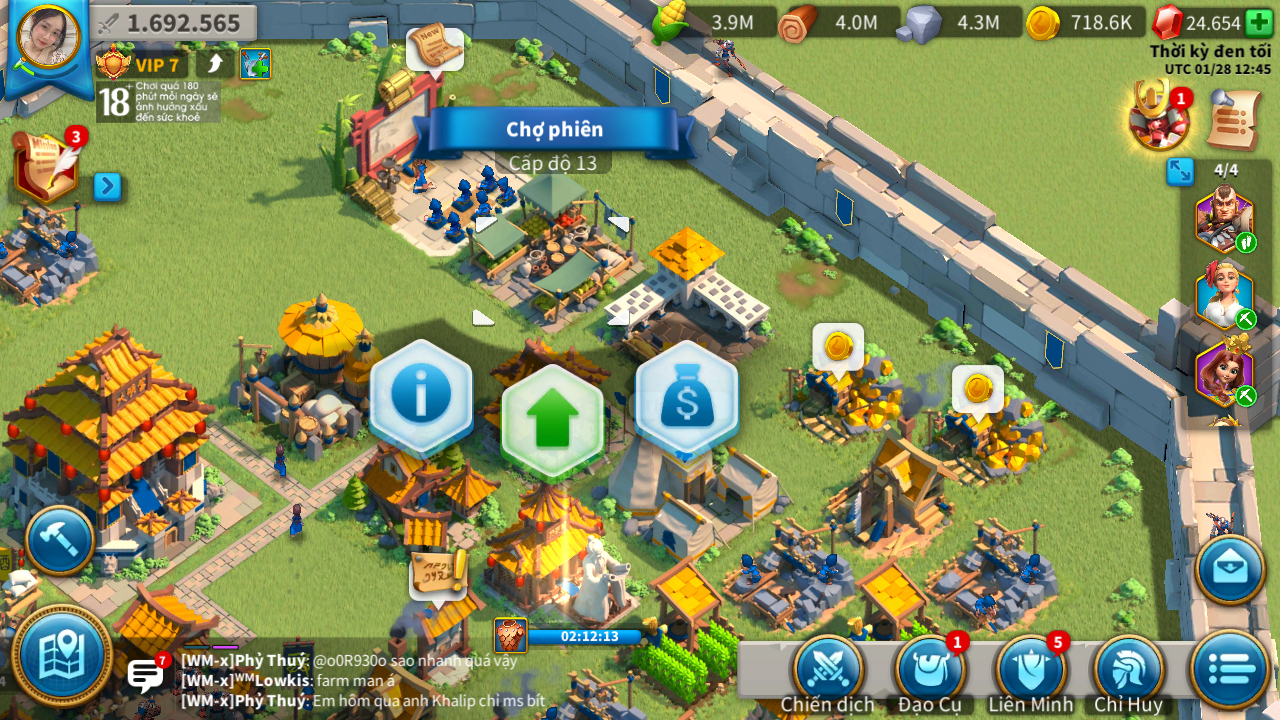 1.692.565
3.9M
4.0M
4.3M
718.6K
24.654
VIP 7
New
Thời kỳ đen tối
UTC 01/28 12:45
18+
Chơi quá 180
phút mỗi ngày sẽ
ảnh hưởng xấu
đến sức khoẻ
1
Chợ phiên
Cấp độ 13
3
4/4
02:12:13
7
[WM-x]Phỷ Thuý: @o0R930o sao nhanh quá vậy
[WM-x]ᵂᴹLowkis: farm man á
[WM-x]Phỷ Thuý: Em hôm qua anh Khalip chỉ ms bít
1
5
Chiến dịch
Đạo Cụ
Liên Minh
Chỉ Huy